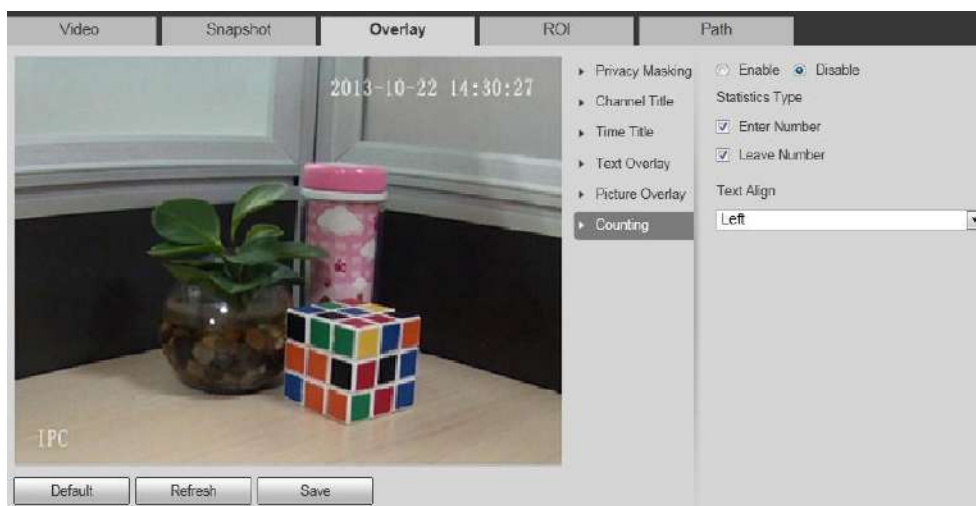 Video
Snapshot
Overlay
ROI
Path
2013-10-22 14:30:27
IPC
Privacy Masking
Channel Title
Time Title
Text Overlay
Picture Overlay
Counting
Enable
Disable
Statistics Type
Enter Number
Leave Number
Text Align
Left
Default
Refresh
Save